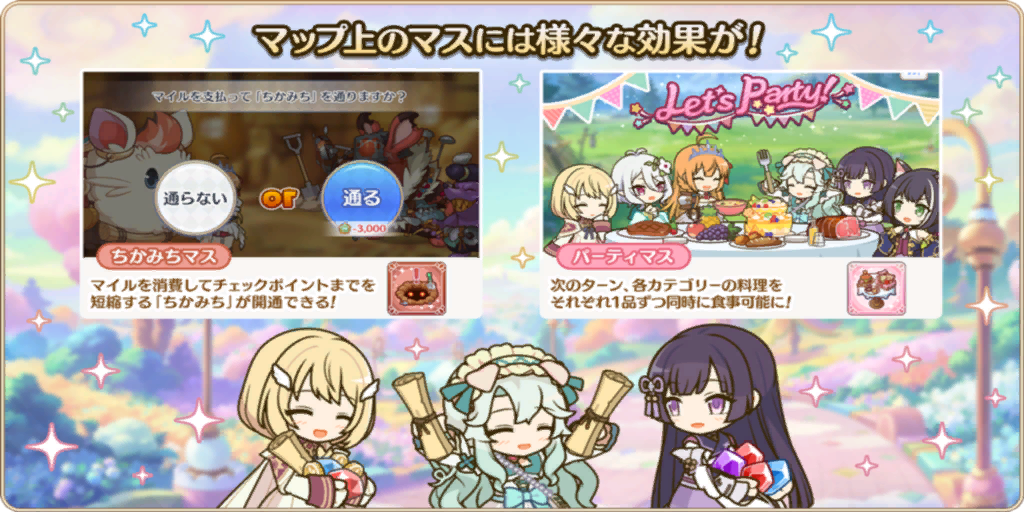 マップ上のマスには様々な効果が!
マイルを支払って「ちかみち」を通りますか?
通らない
or
通る
-3,000
ちかみちマス
マイルを消費してチェックポイントまでを
短縮する「ちかみち」が開通できる!
Let's Party!
パーティマス
次のターン、各カテゴリーの料理を
それぞれ1品ずつ同時に食事可能に!